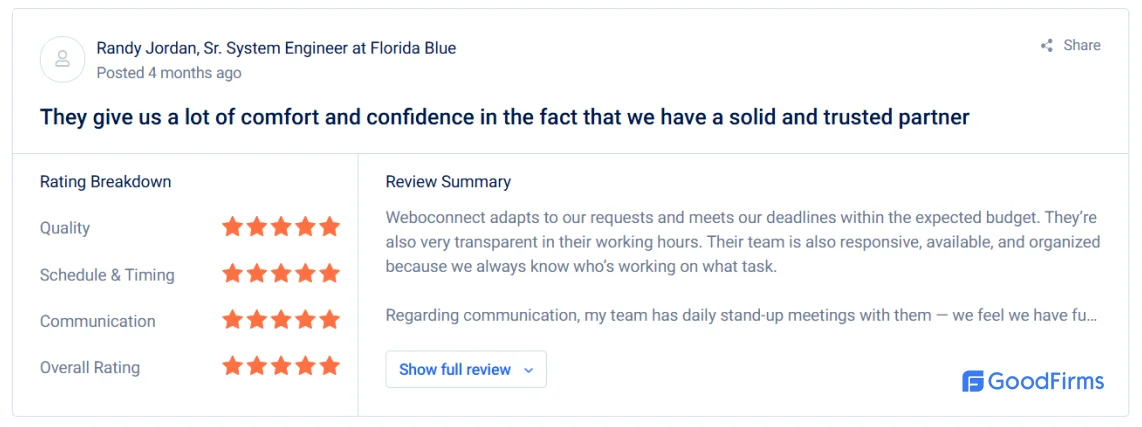 Randy Jordan, Sr. System Engineer at Florida Blue
Posted 4 months ago
Share
They give us a lot of comfort and confidence in the fact that we have a solid and trusted partner
Rating Breakdown
Quality
Schedule & Timing
Communication
Overall Rating
Review Summary
Weboconnect adapts to our requests and meets our deadlines within the expected budget. They’re
also very transparent in their working hours. Their team is also responsive, available, and organized
because we always know who’s working on what task.
Regarding communication, my team has daily stand-up meetings with them — we feel we have fu...
Show full review
GoodFirms